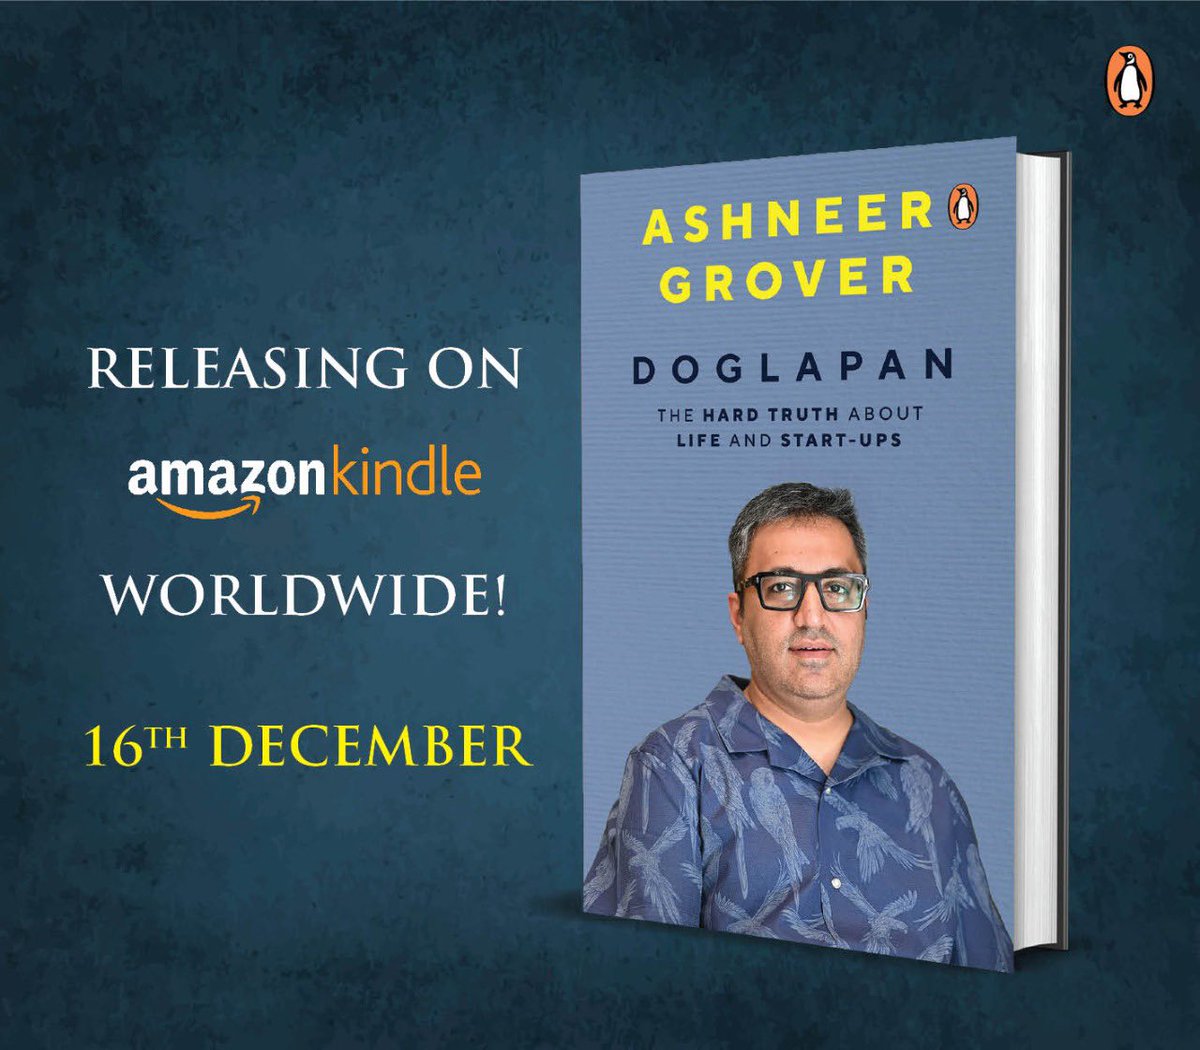 RELEASING ON
amazonkindle
WORLDWIDE!
16TH DECEMBER
ASHNEER
GROVER
DOGLAPAN
THE HARD TRUTH ABOUT
LIFE AND START-UPS